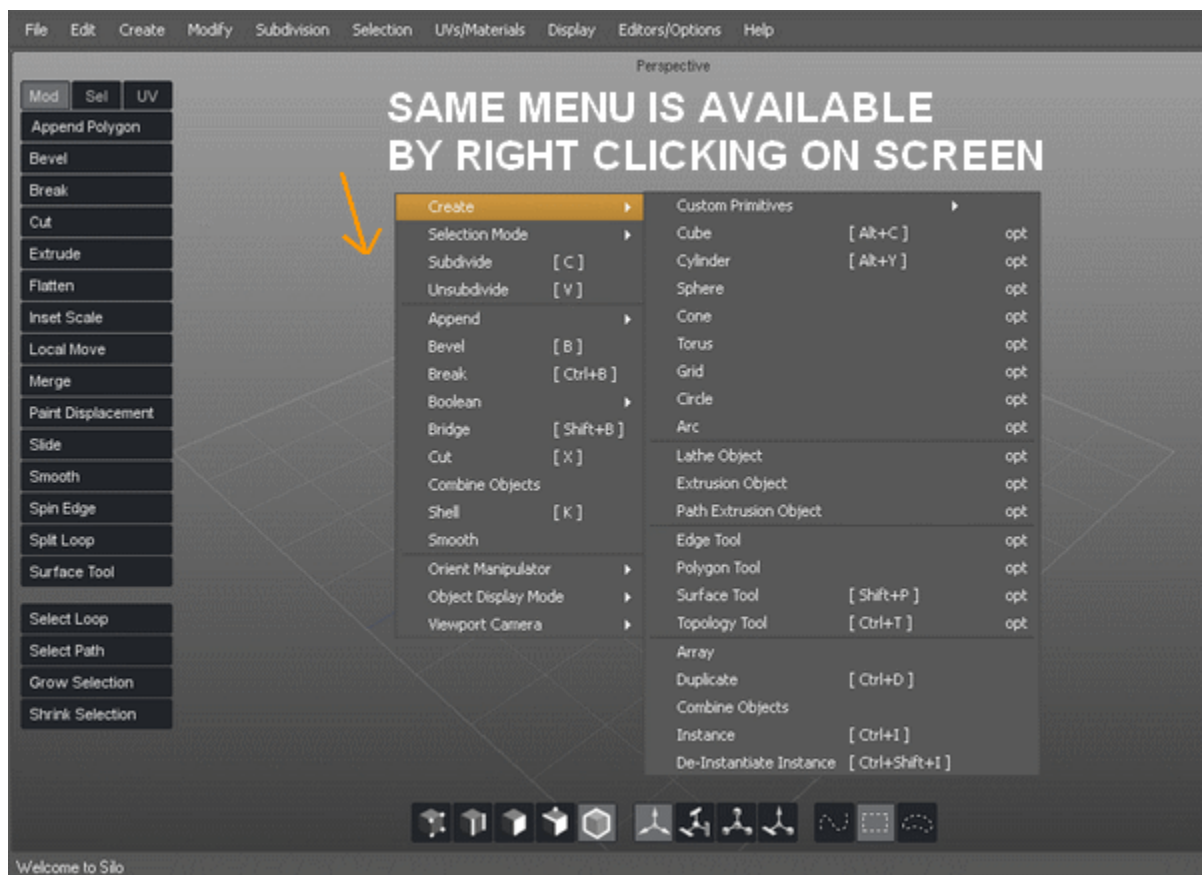 File Edit Create Modify Subdivision Selection UVs/Materials Display Editors/Options Help
Perspective
Mod Sel UV
Append Polygon
Bevel
Break
Cut
Extrude
Flatten
Inset Scale
Local Move
Merge
Paint Displacement
Slide
Smooth
Spin Edge
Split Loop
Surface Tool
Select Loop
Select Path
Grow Selection
Shrink Selection
SAME MENU IS AVAILABLE
BY RIGHT CLICKING ON SCREEN
Create
Selection Mode
Subdivide [ C ]
Unsubdivide [ V ]
Append
Bevel [ B ]
Break [ Ctrl+B ]
Boolean
Bridge [ Shift+B ]
Cut [ X ]
Combine Objects
Shell [ K ]
Smooth
Orient Manipulator
Object Display Mode
Viewport Camera
Custom Primitives
Cube [ Alt+C ] opt
Cylinder [ Alt+Y ] opt
Sphere opt
Cone opt
Torus opt
Grid opt
Circle opt
Arc opt
Lathe Object opt
Extrusion Object opt
Path Extrusion Object opt
Edge Tool opt
Polygon Tool opt
Surface Tool [ Shift+P ] opt
Topology Tool [ Ctrl+T ] opt
Array
Duplicate [ Ctrl+D ]
Combine Objects
Instance [ Ctrl+I ]
De-Instantiate Instance [ Ctrl+Shift+I ]
Welcome to Silo